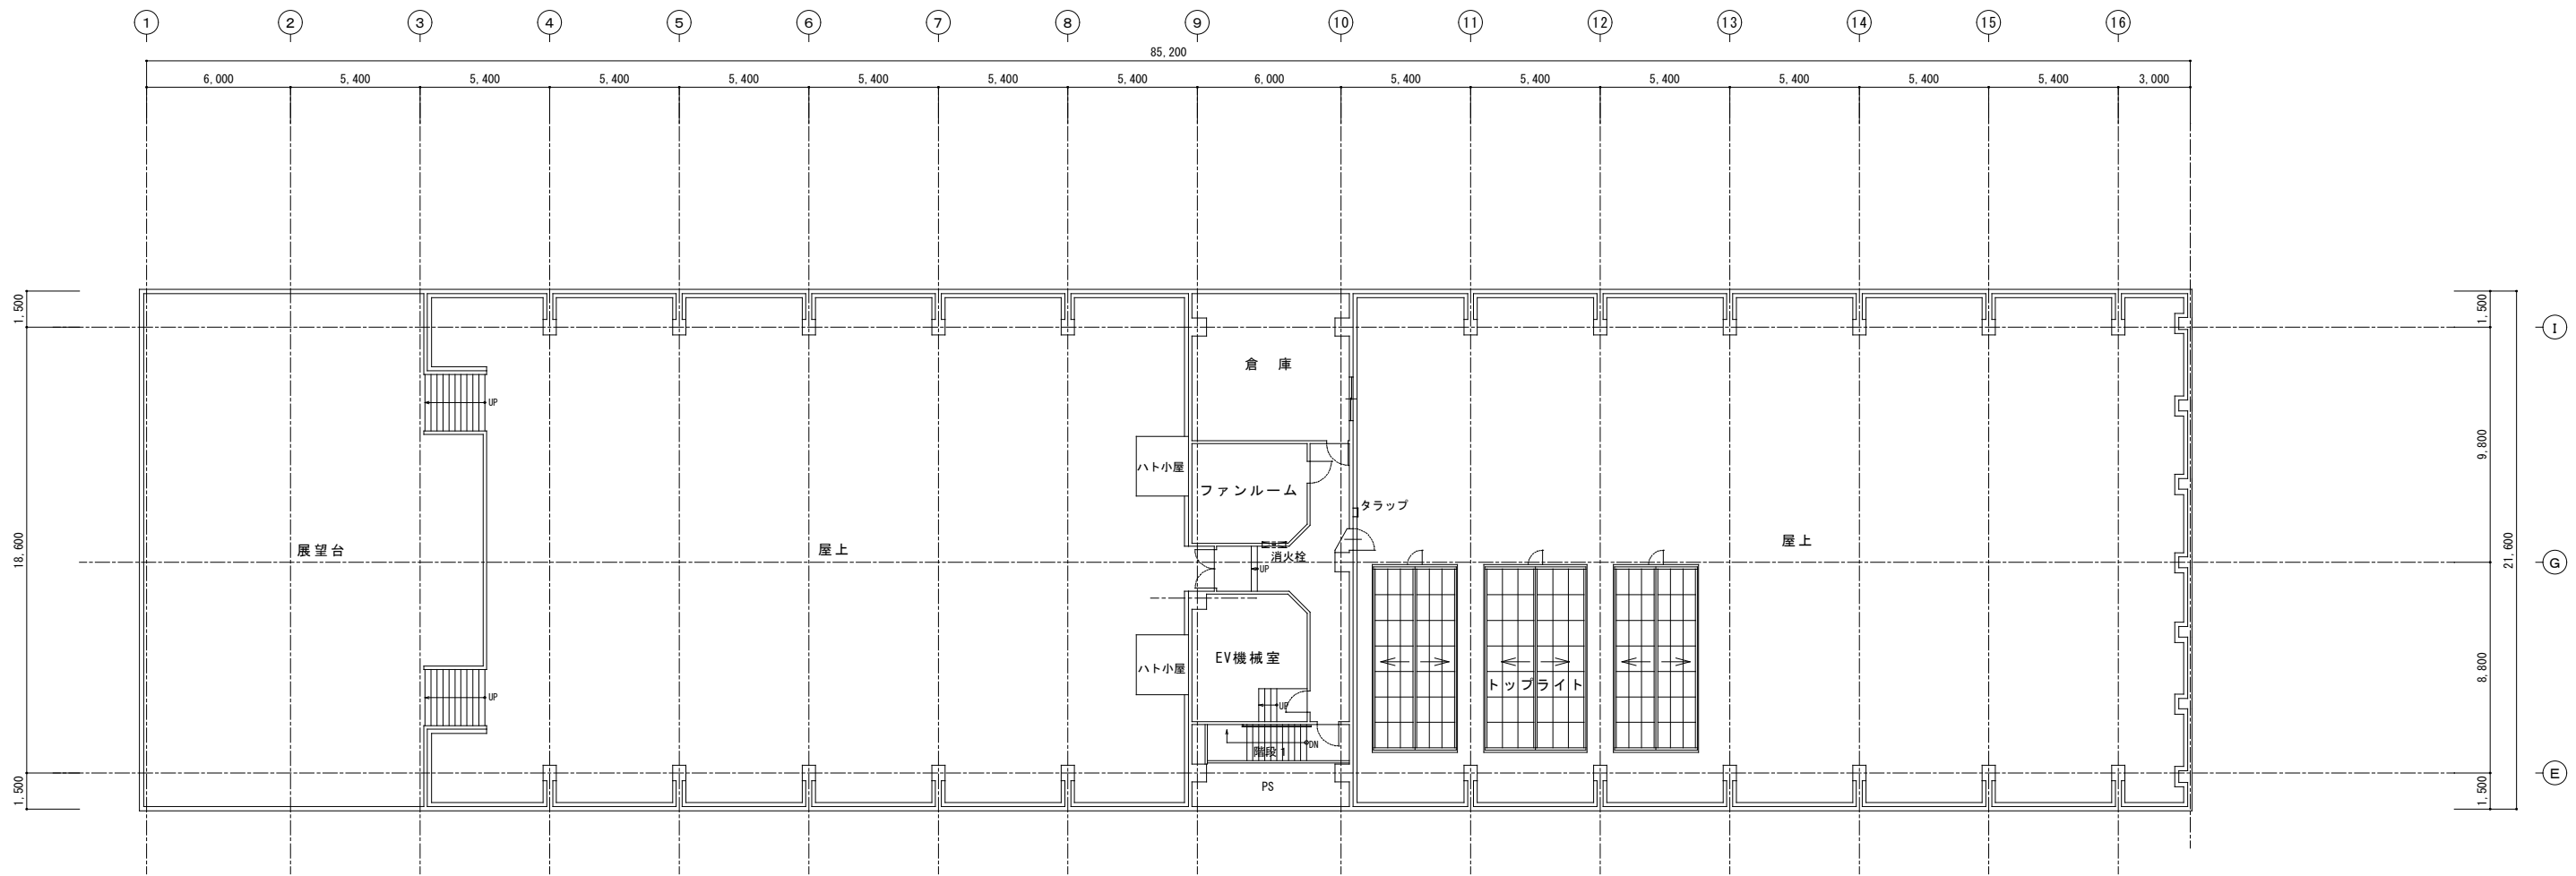 1 2 3 4 5 6 7 8 9 10 11 12 13 14 15 16
85,200
6,000 5,400 5,400 5,400 5,400 5,400 5,400 5,400 6,000 5,400 5,400 5,400 5,400 5,400 5,400 3,000
1,500
18,600
1,500
展望台
UP
UP
屋上
ハト小屋
ハト小屋
倉 庫
ファンルーム
消火栓
UP
EV機械室
UP
階段1
DN
PS
タラップ
屋上
トップライト
1,500
9,800
8,800
1,500
21,600
I
G
E